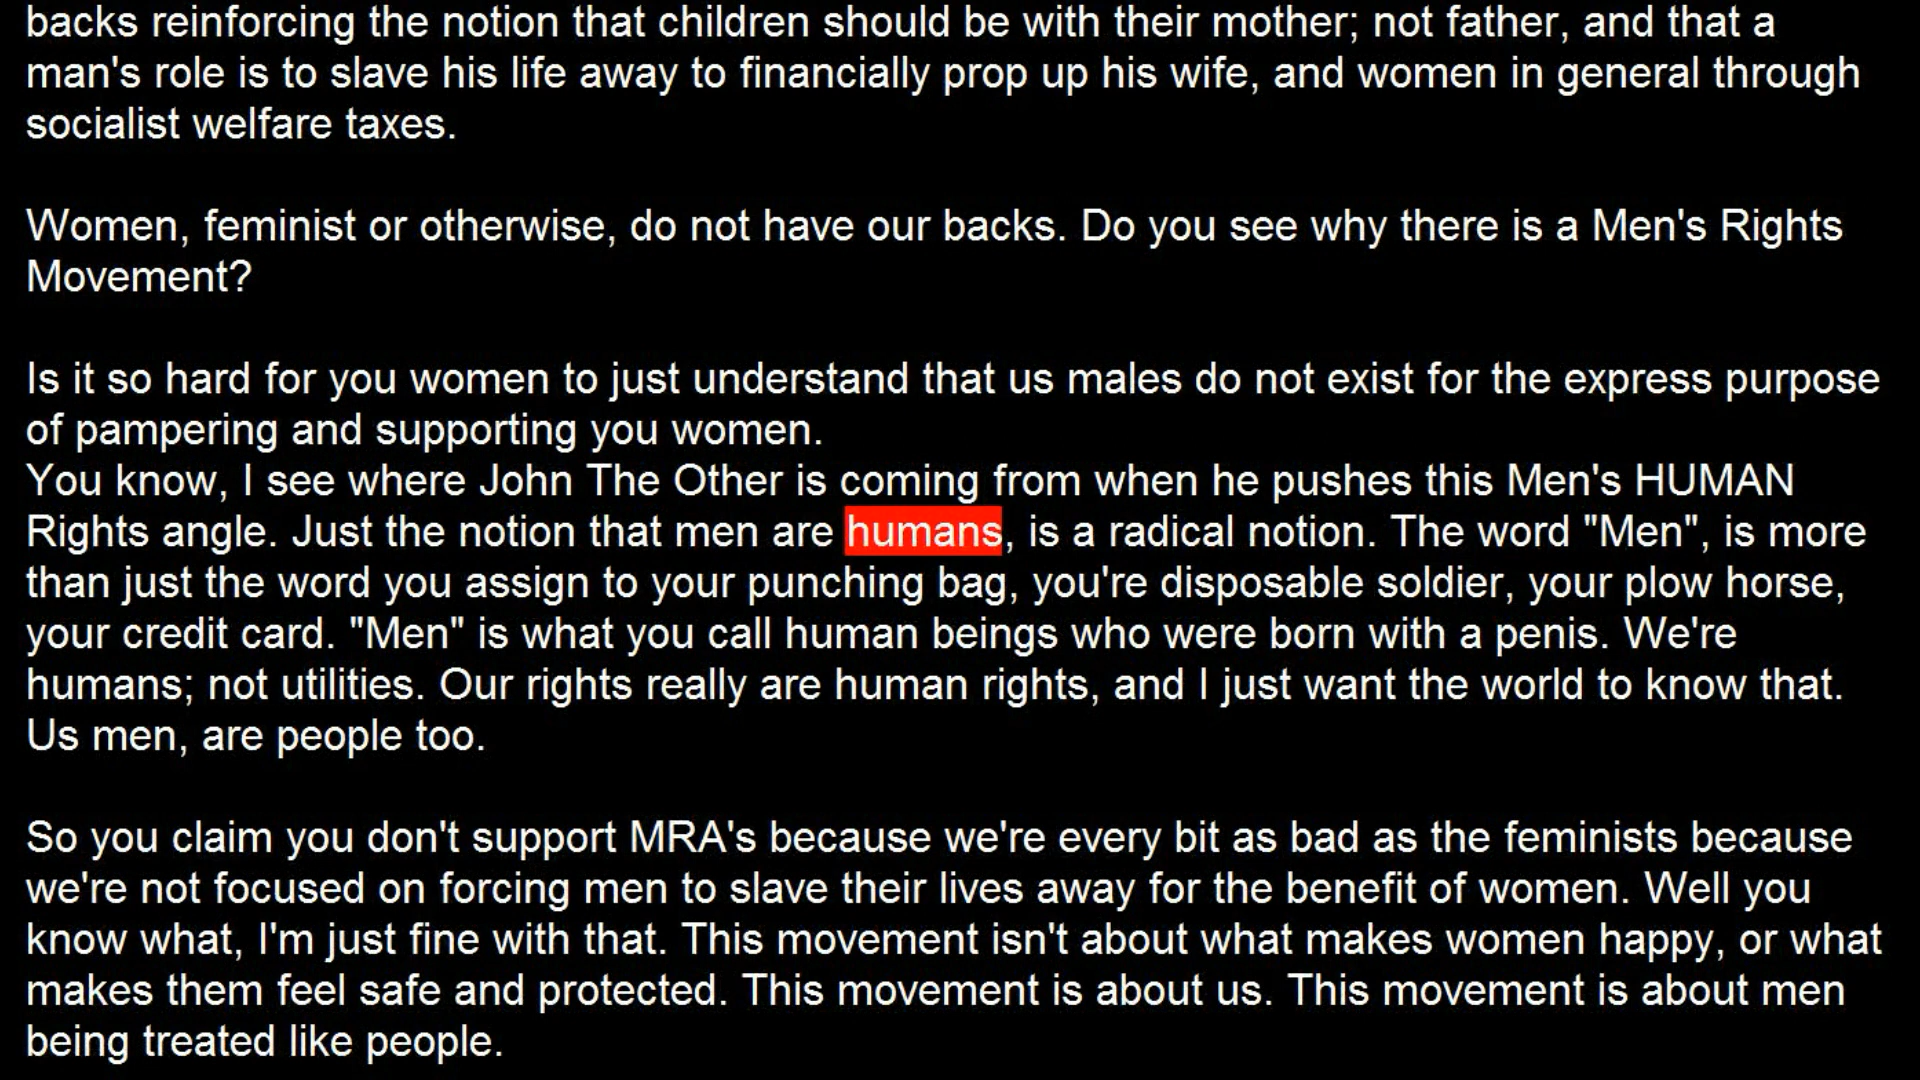 backs reinforcing the notion that children should be with their mother; not father, and that a
man's role is to slave his life away to financially prop up his wife, and women in general through
socialist welfare taxes.
Women, feminist or otherwise, do not have our backs. Do you see why there is a Men's Rights
Movement?
Is it so hard for you women to just understand that us males do not exist for the express purpose
of pampering and supporting you women.
You know, I see where John The Other is coming from when he pushes this Men's HUMAN
Rights angle. Just the notion that men are humans, is a radical notion. The word "Men", is more
than just the word you assign to your punching bag, you're disposable soldier, your plow horse,
your credit card. "Men" is what you call human beings who were born with a penis. We're
humans; not utilities. Our rights really are human rights, and I just want the world to know that.
Us men, are people too.
So you claim you don't support MRA's because we're every bit as bad as the feminists because
we're not focused on forcing men to slave their lives away for the benefit of women. Well you
know what, I'm just fine with that. This movement isn't about what makes women happy, or what
makes them feel safe and protected. This movement is about us. This movement is about men
being treated like people.